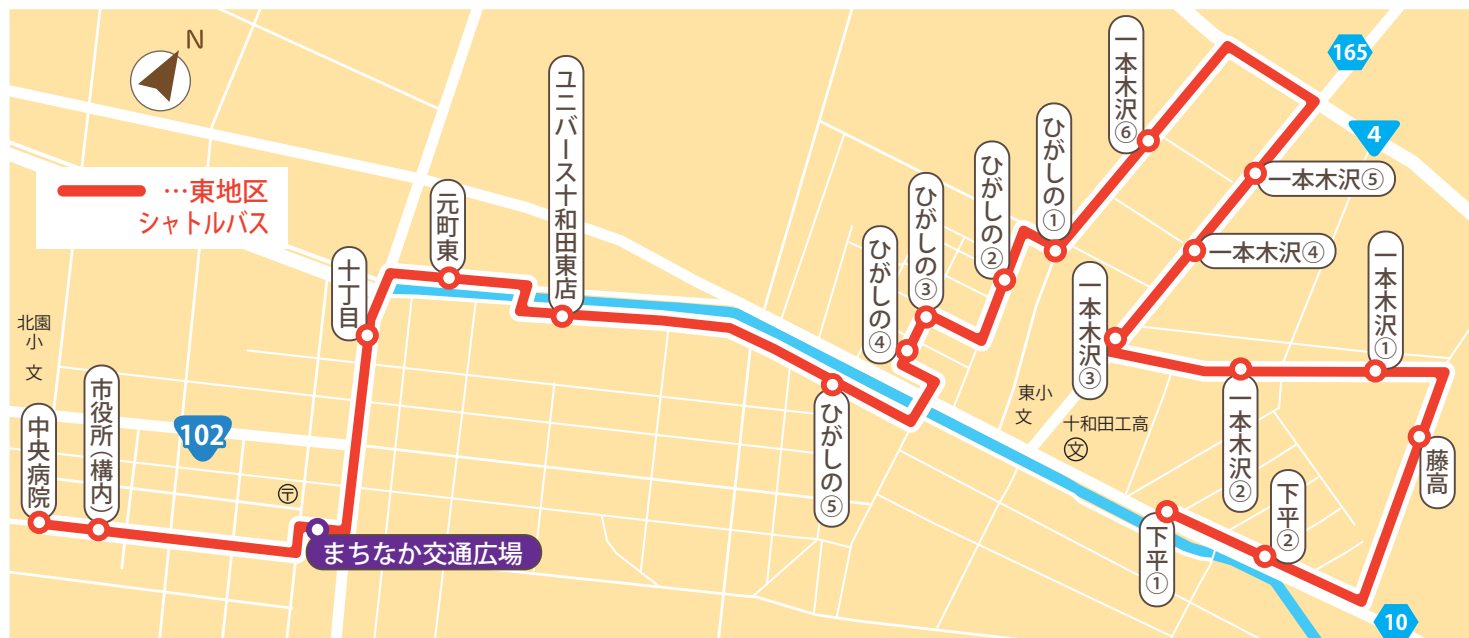 N
165
4
…東地区
シャトルバス
ユニバース十和田東店
元町東
十丁目
一本木沢⑥
ひがしの①
ひがしの②
ひがしの③
ひがしの④
一本木沢⑤
一本木沢④
一本木沢③
一本木沢①
一本木沢②
北園
小
文
市役所（構内）
中央病院
102
〒
まちなか交通広場
ひがしの⑤
東小
文
十和田工高
文
藤高
下平①
下平②
10